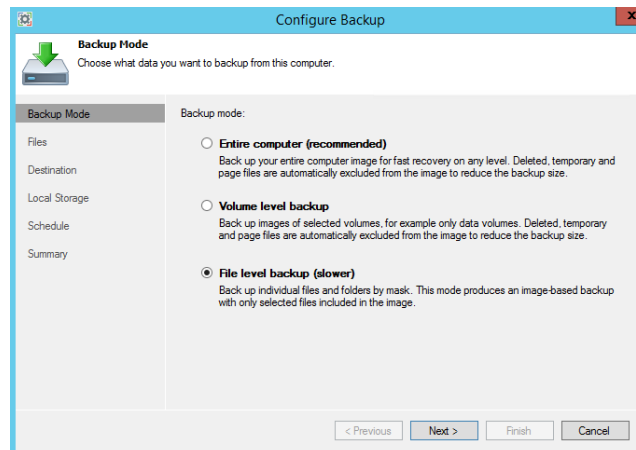 Configure Backup
x
Backup Mode
Choose what data you want to backup from this computer.
Backup Mode
Files
Destination
Local Storage
Schedule
Summary
Backup mode:
Entire computer (recommended)
Back up your entire computer image for fast recovery on any level. Deleted, temporary and
page files are automatically excluded from the image to reduce the backup size.
Volume level backup
Back up images of selected volumes, for example only data volumes. Deleted, temporary
and page files are automatically excluded from the image to reduce the backup size.
File level backup (slower)
Back up individual files and folders by mask. This mode produces an image-based backup
with only selected files included in the image.
< Previous
Next >
Finish
Cancel